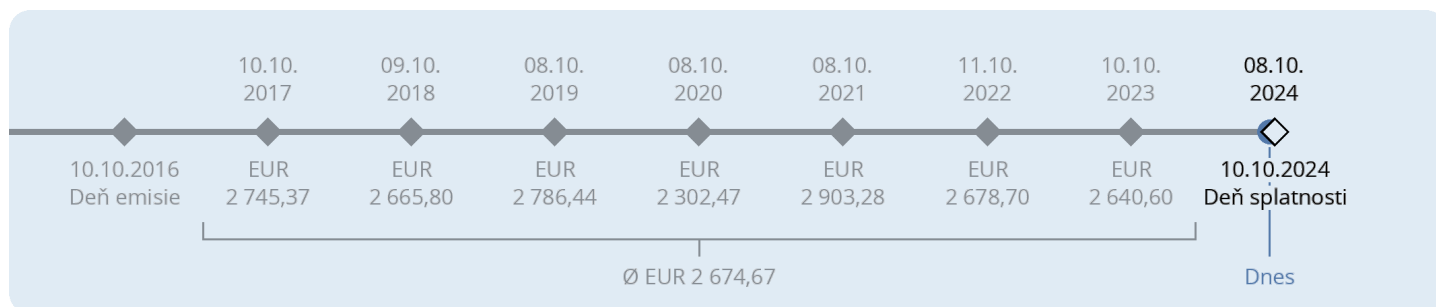 10.10.
2017
09.10.
2018
08.10.
2019
08.10.
2020
08.10.
2021
11.10.
2022
10.10.
2023
08.10.
2024
10.10.2016
Deň emisie
EUR
2 745,37
EUR
2 665,80
EUR
2 786,44
EUR
2 302,47
EUR
2 903,28
EUR
2 678,70
EUR
2 640,60
10.10.2024
Deň splatnosti
Ø EUR 2 674,67
Dnes